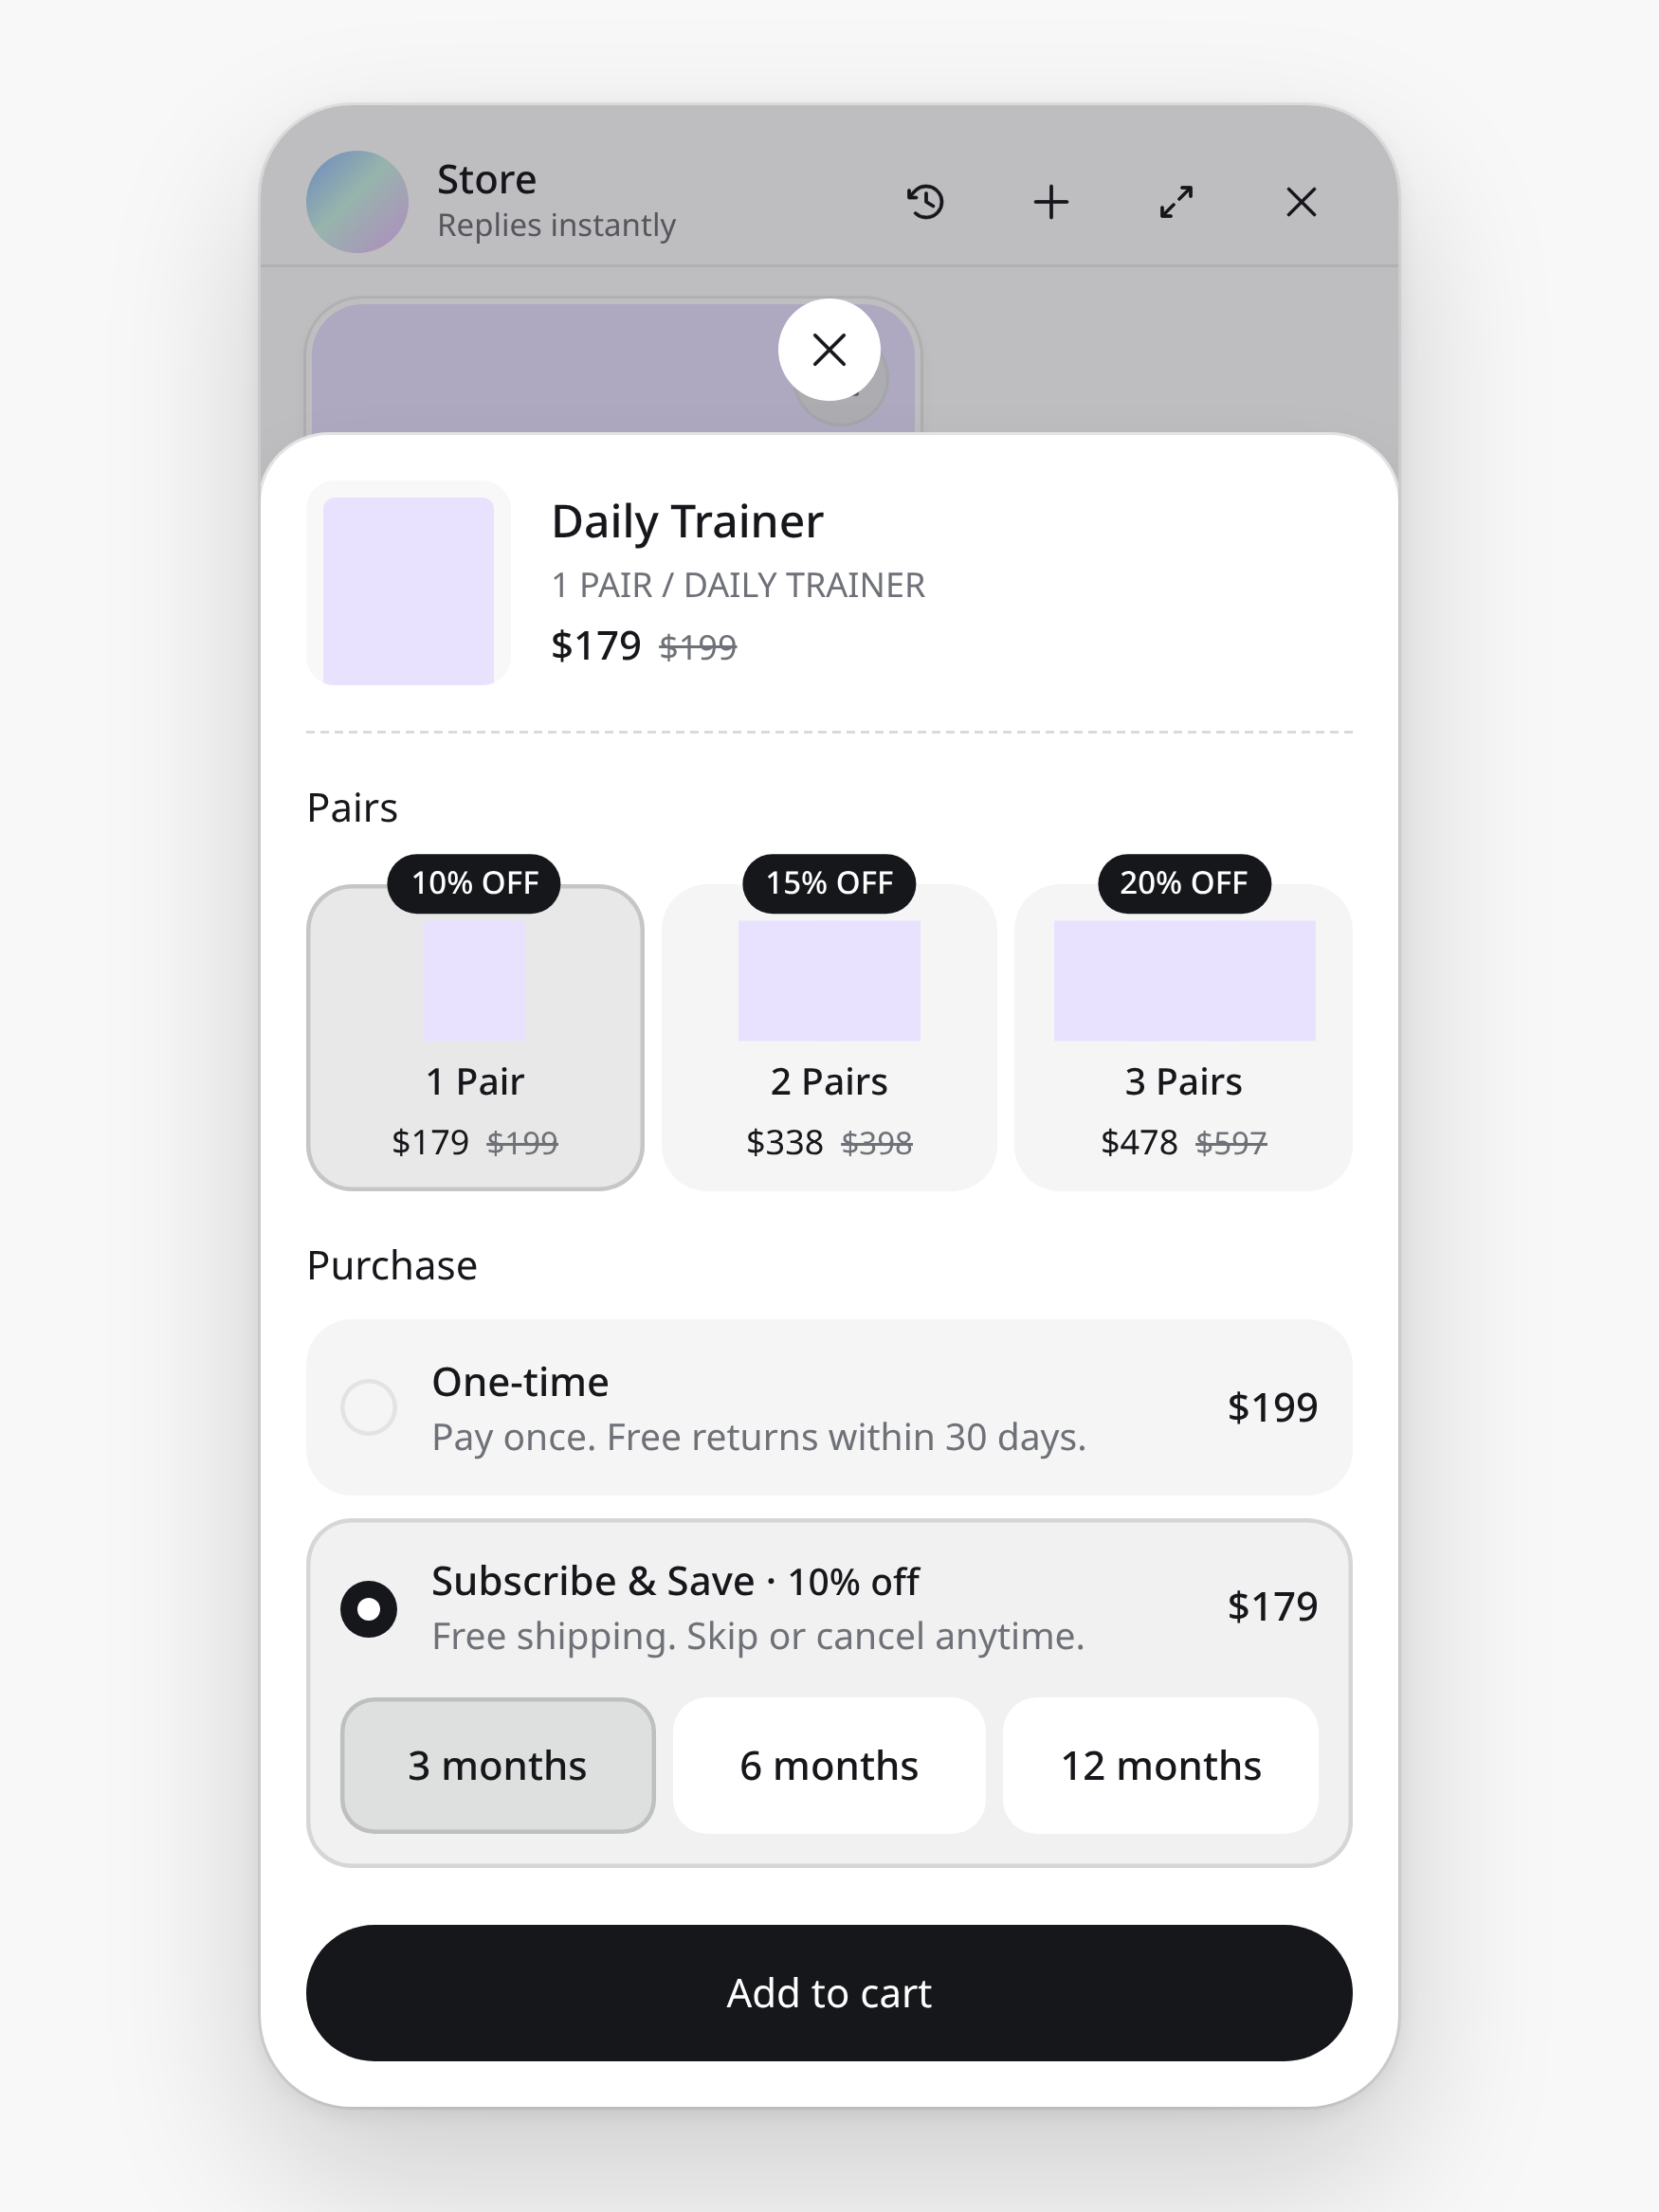 Store
Replies instantly
Daily Trainer
1 PAIR / DAILY TRAINER
$179 $199
Pairs
10% OFF
1 Pair
$179 $199
15% OFF
2 Pairs
$338 $398
20% OFF
3 Pairs
$478 $597
Purchase
One-time
Pay once. Free returns within 30 days.
$199
Subscribe & Save · 10% off
Free shipping. Skip or cancel anytime.
$179
3 months
6 months
12 months
Add to cart